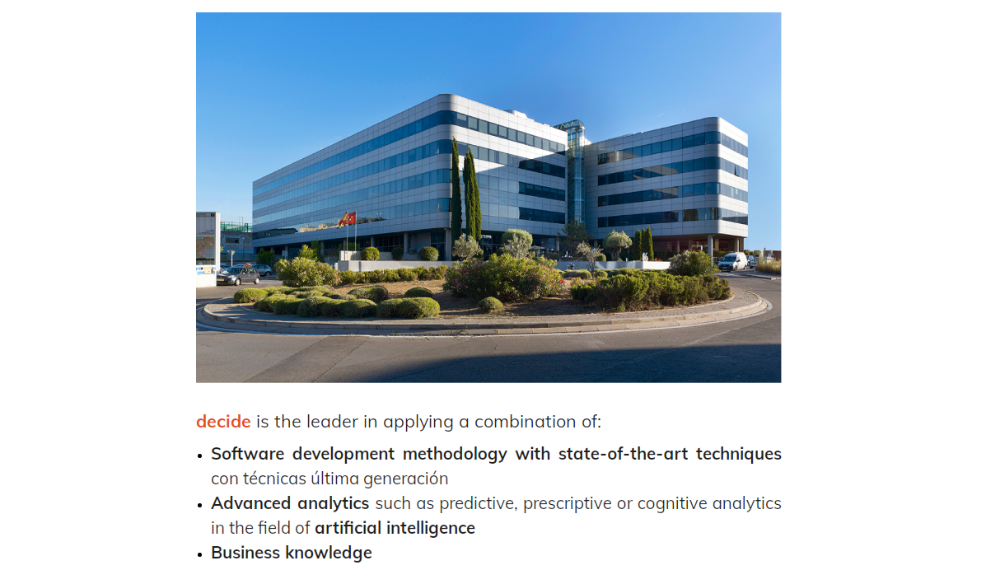 decide is the leader in applying a combination of:
Software development methodology with state-of-the-art techniques
con técnicas última generación
Advanced analytics such as predictive, prescriptive or cognitive analytics
in the field of artificial intelligence
Business knowledge